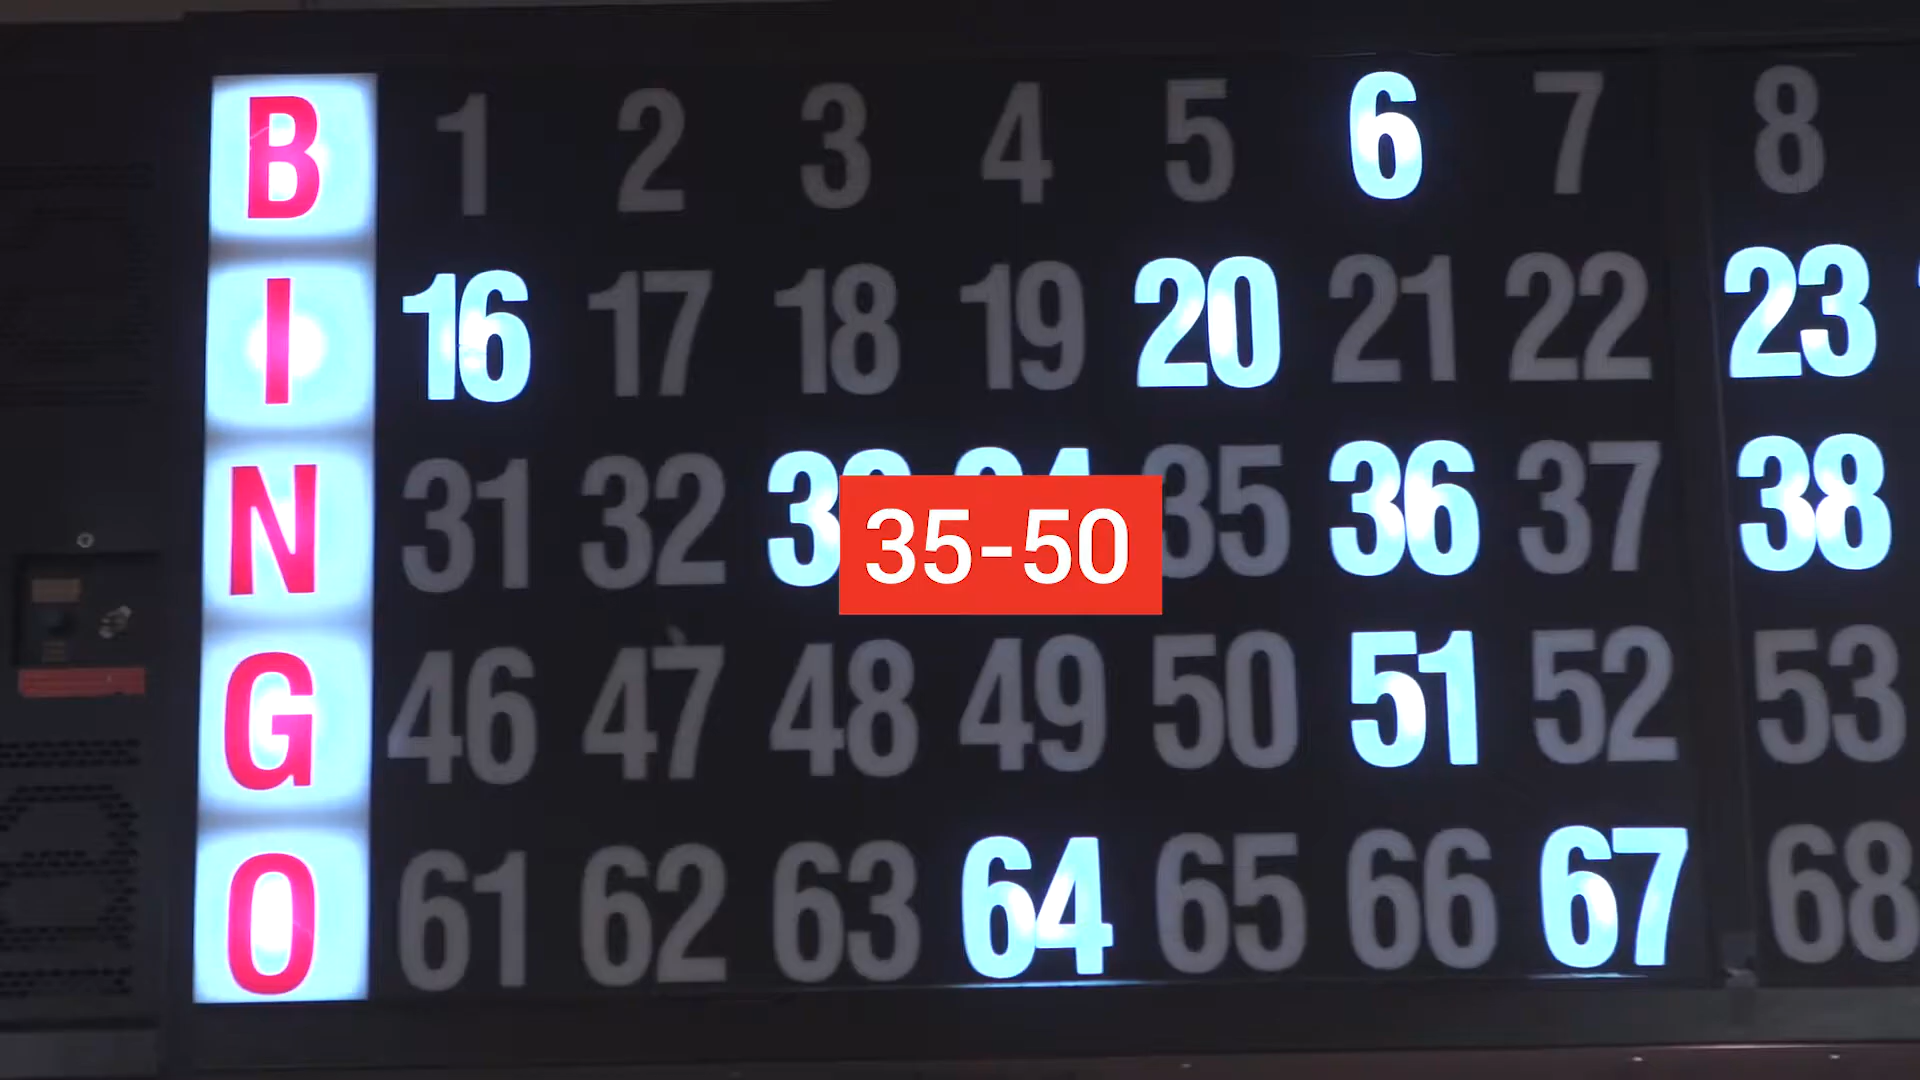 B 1 2 3 4 5 6 7 8
I 16 17 18 19 20 21 22 23
N 31 32 33 34 35 36 37 38
35-50
G 46 47 48 49 50 51 52 53
O 61 62 63 64 65 66 67 68